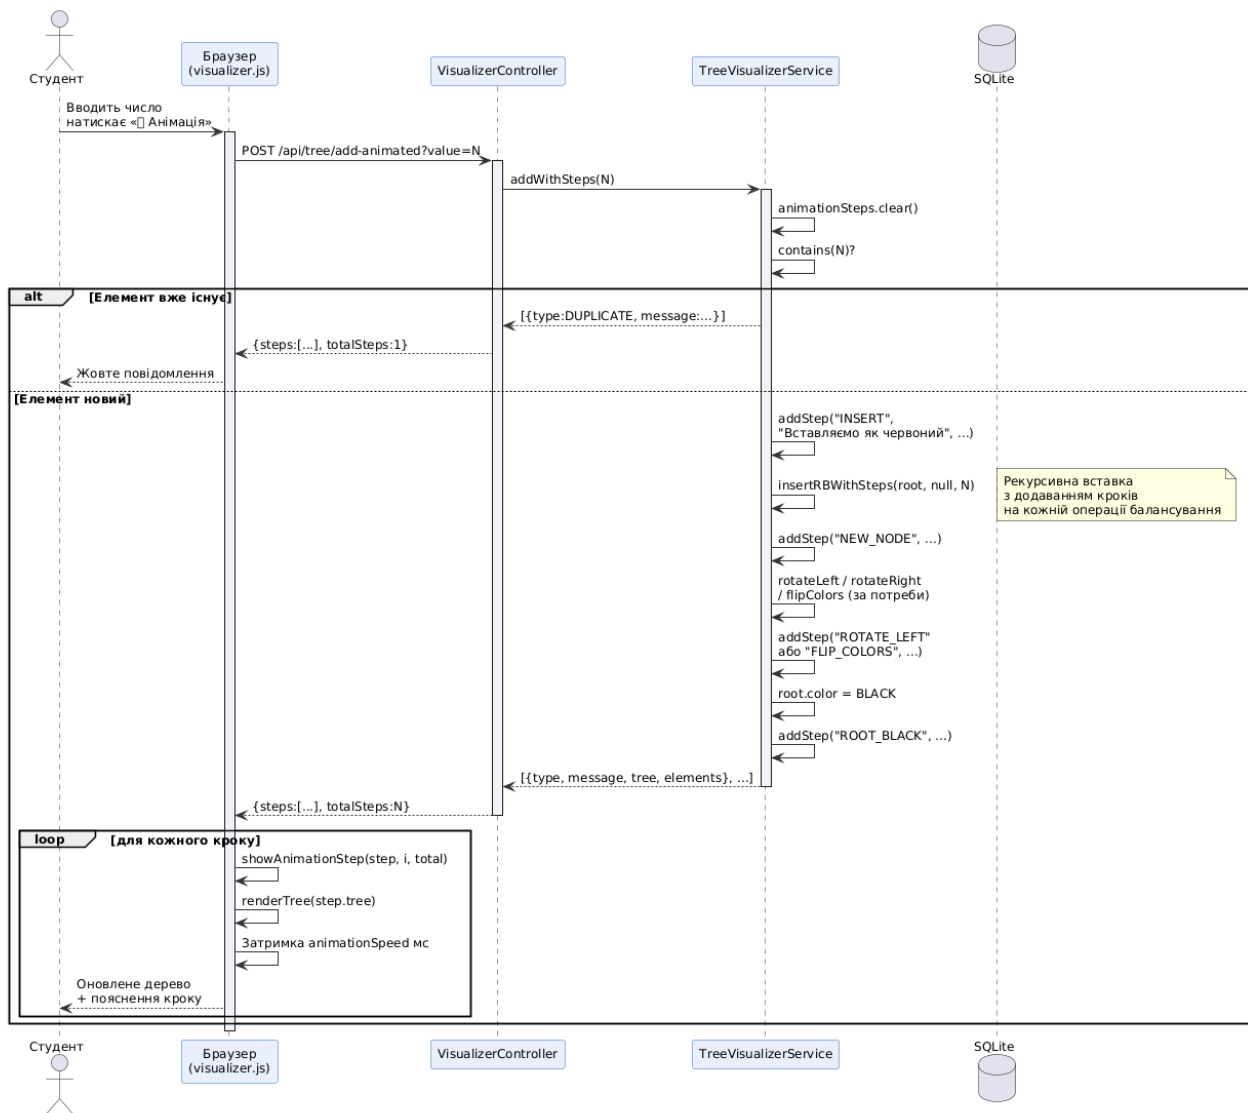 Студент
Браузер
(visualizer.js)
VisualizerController
TreeVisualizerService
SQLite
Вводить число
натискає «▯ Анімація»
POST /api/tree/add-animated?value=N
addWithSteps(N)
animationSteps.clear()
contains(N)?
alt [Елемент вже існує]
[{type:DUPLICATE, message:...}]
{steps:[...], totalSteps:1}
Жовте повідомлення
[Елемент новий]
addStep("INSERT",
"Вставляємо як червоний", ...)
insertRBWithSteps(root, null, N)
Рекурсивна вставка
з додаванням кроків
на кожній операції балансування
addStep("NEW_NODE", ...)
rotateLeft / rotateRight
/ flipColors (за потреби)
addStep("ROTATE_LEFT"
або "FLIP_COLORS", ...)
root.color = BLACK
addStep("ROOT_BLACK", ...)
[{type, message, tree, elements}, ...]
{steps:[...], totalSteps:N}
loop [для кожного кроку]
showAnimationStep(step, i, total)
renderTree(step.tree)
Затримка animationSpeed мс
Оновлене дерево
+ пояснення кроку
Студент
Браузер
(visualizer.js)
VisualizerController
TreeVisualizerService
SQLite